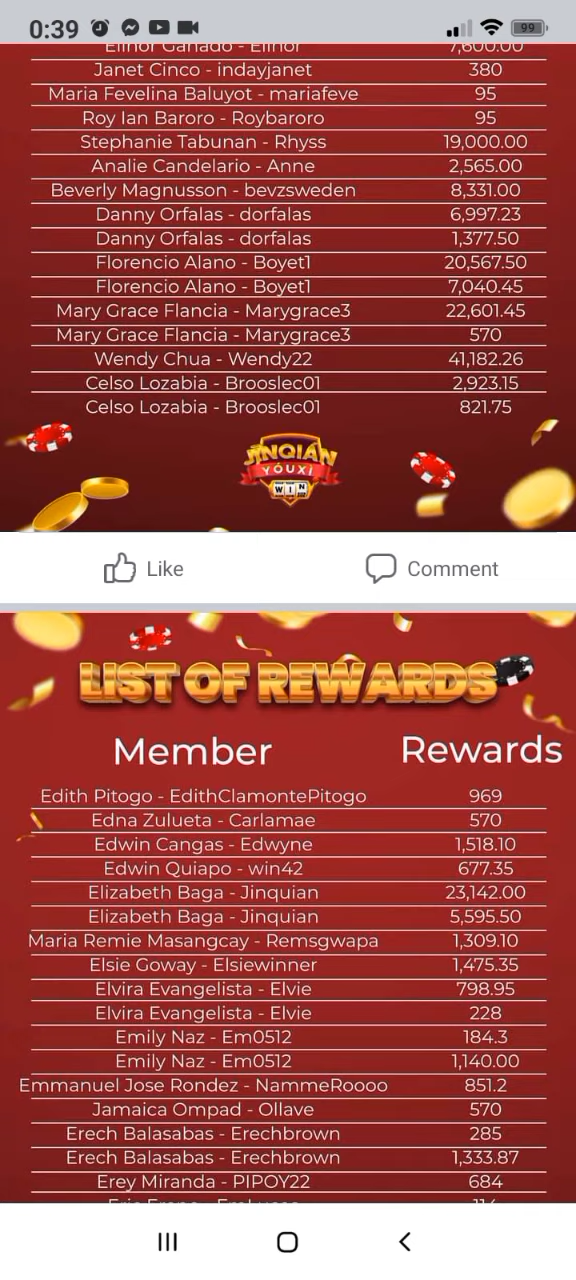 0:39
99
Elinor Ganado - Elinor 7,600.00
Janet Cinco - indayjanet 380
Maria Fevelina Baluyot - mariafeve 95
Roy Ian Baroro - Roybaroro 95
Stephanie Tabunan - Rhyss 19,000.00
Analie Candelario - Anne 2,565.00
Beverly Magnusson - bevzsweden 8,331.00
Danny Orfalas - dorfalas 6,997.23
Danny Orfalas - dorfalas 1,377.50
Florencio Alano - Boyet1 20,567.50
Florencio Alano - Boyet1 7,040.45
Mary Grace Flancia - Marygrace3 22,601.45
Mary Grace Flancia - Marygrace3 570
Wendy Chua - Wendy22 41,182.26
Celso Lozabia - Brooslec01 2,923.15
Celso Lozabia - Brooslec01 821.75
JINQIÁN
YÓUXÌ
WIN
Like Comment
LIST OF REWARDS
Member Rewards
Edith Pitogo - EdithClamontePitogo 969
Edna Zulueta - Carlamae 570
Edwin Cangas - Edwyne 1,518.10
Edwin Quiapo - win42 677.35
Elizabeth Baga - Jinquian 23,142.00
Elizabeth Baga - Jinquian 5,595.50
Maria Remie Masangcay - Remsgwapa 1,309.10
Elsie Goway - Elsiewinner 1,475.35
Elvira Evangelista - Elvie 798.95
Elvira Evangelista - Elvie 228
Emily Naz - Em0512 184.3
Emily Naz - Em0512 1,140.00
Emmanuel Jose Rondez - NammeRoooo 851.2
Jamaica Ompad - Ollave 570
Erech Balasabas - Erechbrown 285
Erech Balasabas - Erechbrown 1,333.87
Erey Miranda - PIPOY22 684